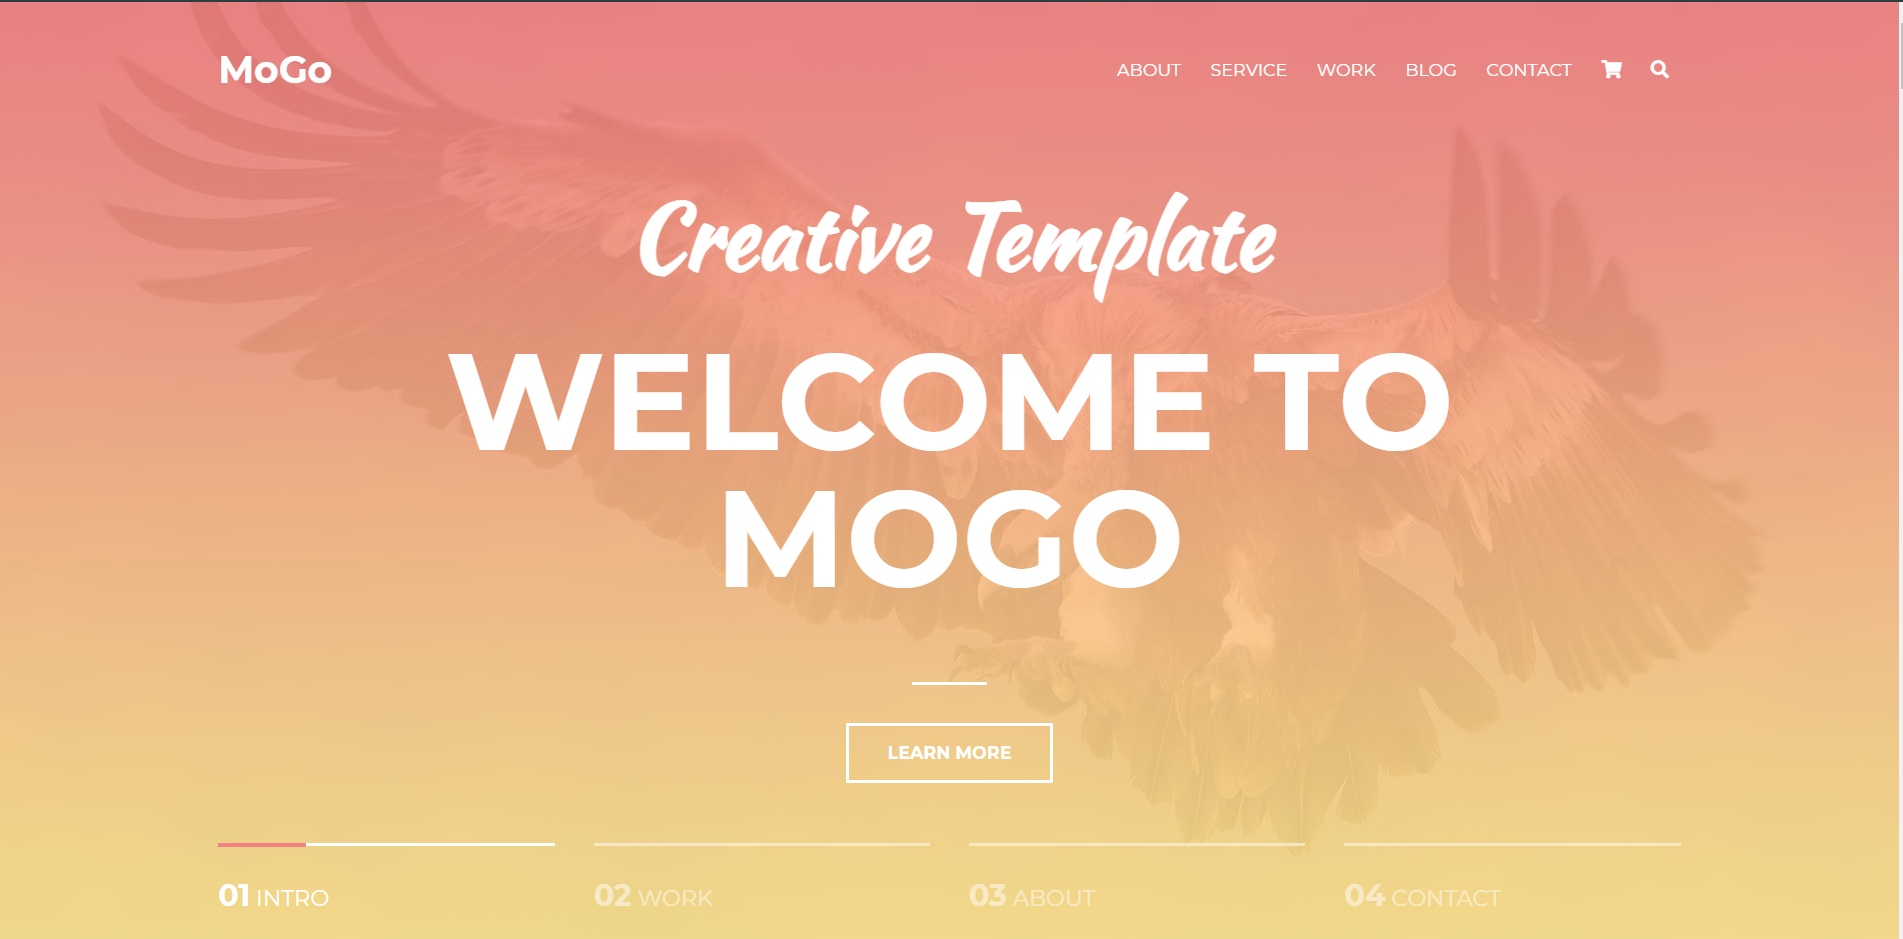 MoGo
ABOUT SERVICE WORK BLOG CONTACT
Creative Template
WELCOME TO
MOGO
LEARN MORE
01 INTRO
02 WORK
03 ABOUT
04 CONTACT